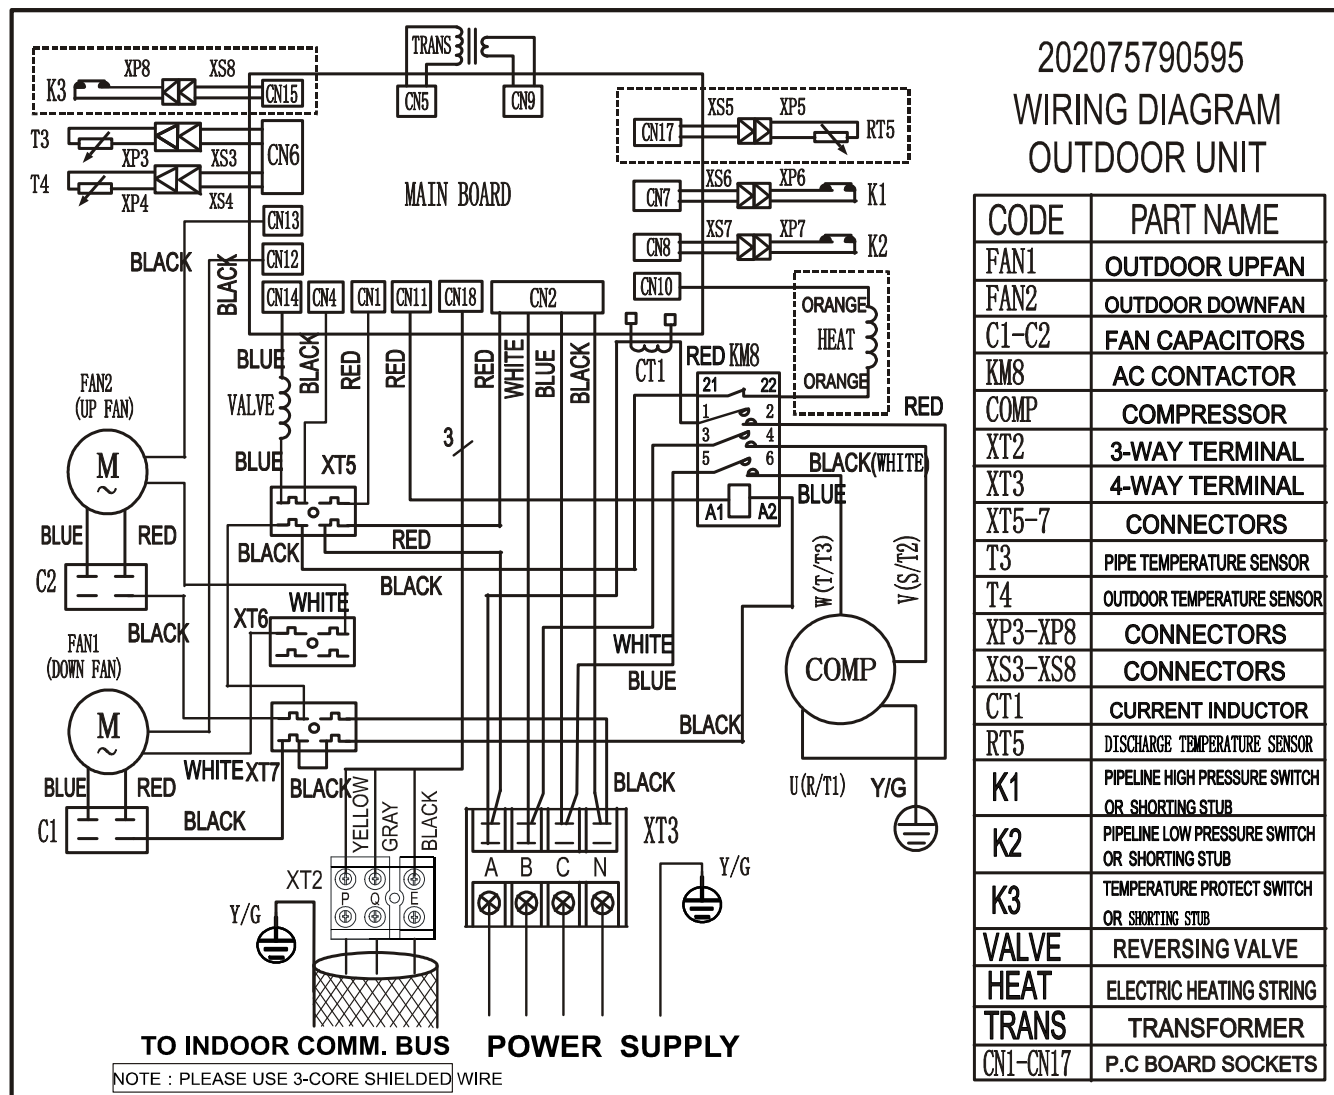 202075790595
WIRING DIAGRAM
OUTDOOR UNIT
TRANS
CN5
CN9
K3
XP8
XS8
CN15
T3
XP3
XS3
CN6
T4
XP4
XS4
CN13
CN12
MAIN BOARD
XS5
XP5
CN17
RT5
XS6
XP6
CN7
K1
XS7
XP7
CN8
K2
CN10
BLACK
BLACK
CN14
CN4
CN1
CN11
CN18
CN2
ORANGE
HEAT
ORANGE
BLUE
BLACK
RED
RED
RED
WHITE
BLUE
BLACK
CT1
RED
KM8
21
22
1
2
3
4
5
6
A1
A2
RED
BLACK(WHITE)
BLUE
VALVE
BLUE
XT5
3
FAN2
(UP FAN)
M
~
BLUE
RED
C2
BLACK
RED
BLACK
BLACK
XT6
WHITE
WHITE
BLUE
W(T/T3)
V(S/T2)
COMP
U(R/T1)
Y/G
FAN1
(DOWN FAN)
M
~
BLUE
RED
WHITE
XT7
BLACK
BLACK
BLACK
BLACK
C1
YELLOW
GRAY
BLACK
XT2
P
Q
E
Y/G
A
B
C
N
XT3
Y/G
TO INDOOR COMM. BUS
POWER SUPPLY
NOTE : PLEASE USE 3-CORE SHIELDED WIRE
CODE PART NAME
FAN1 OUTDOOR UPFAN
FAN2 OUTDOOR DOWNFAN
C1-C2 FAN CAPACITORS
KM8 AC CONTACTOR
COMP COMPRESSOR
XT2 3-WAY TERMINAL
XT3 4-WAY TERMINAL
XT5-7 CONNECTORS
T3 PIPE TEMPERATURE SENSOR
T4 OUTDOOR TEMPERATURE SENSOR
XP3-XP8 CONNECTORS
XS3-XS8 CONNECTORS
CT1 CURRENT INDUCTOR
RT5 DISCHARGE TEMPERATURE SENSOR
K1 PIPELINE HIGH PRESSURE SWITCH
OR SHORTING STUB
K2 PIPELINE LOW PRESSURE SWITCH
OR SHORTING STUB
K3 TEMPERATURE PROTECT SWITCH
OR SHORTING STUB
VALVE REVERSING VALVE
HEAT ELECTRIC HEATING STRING
TRANS TRANSFORMER
CN1-CN17 P.C BOARD SOCKETS